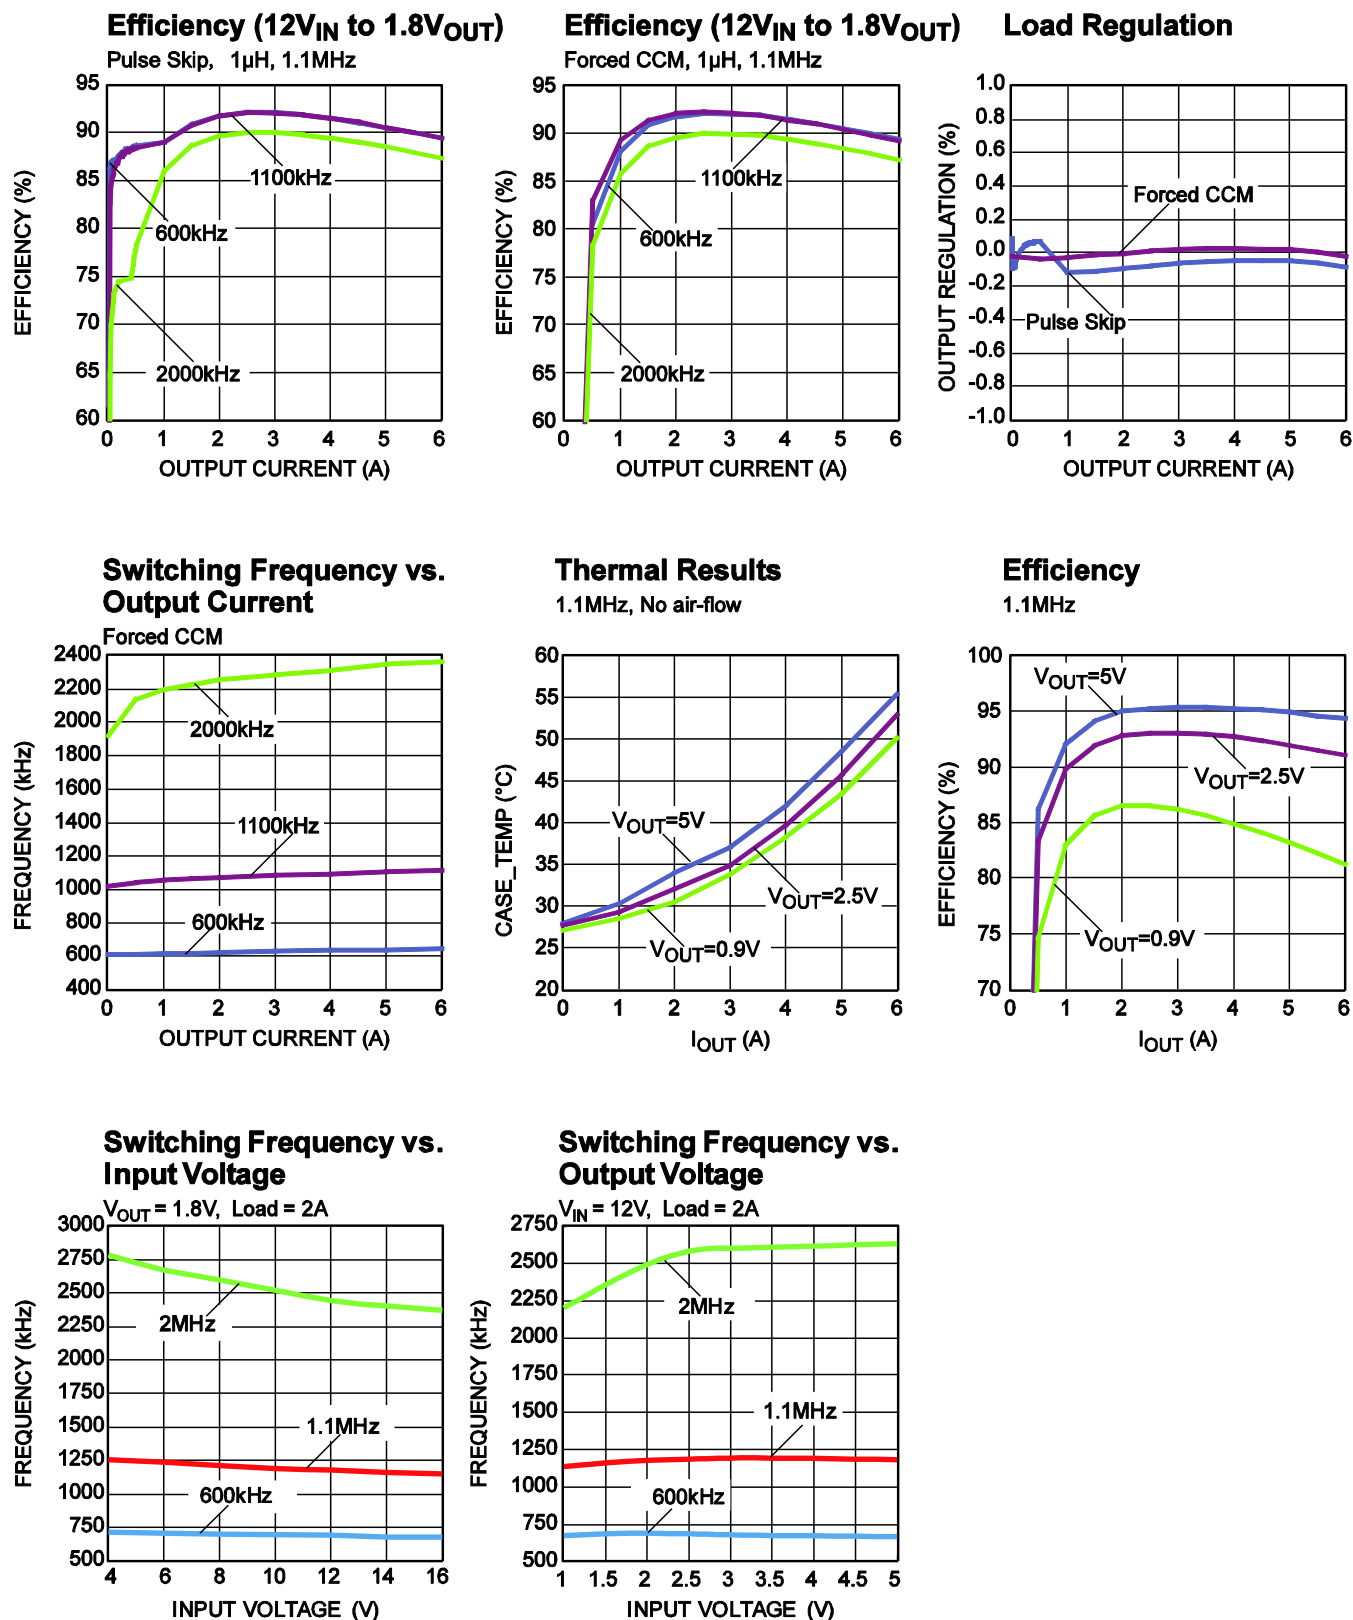 Efficiency (12VIN to 1.8VOUT)
Pulse Skip, 1µH, 1.1MHz
EFFICIENCY (%)
95
90
85
80
75
70
65
60
1100kHz
600kHz
2000kHz
0 1 2 3 4 5 6
OUTPUT CURRENT (A)
Efficiency (12VIN to 1.8VOUT)
Forced CCM, 1µH, 1.1MHz
EFFICIENCY (%)
95
90
85
80
75
70
65
60
1100kHz
600kHz
2000kHz
0 1 2 3 4 5 6
OUTPUT CURRENT (A)
Load Regulation
OUTPUT REGULATION (%)
1.0
0.8
0.6
0.4
0.2
0.0
-0.2
-0.4
-0.6
-0.8
-1.0
Forced CCM
Pulse Skip
0 1 2 3 4 5 6
OUTPUT CURRENT (A)
Switching Frequency vs.
Output Current
Forced CCM
FREQUENCY (kHz)
2400
2200
2000
1800
1600
1400
1200
1000
800
600
400
2000kHz
1100kHz
600kHz
0 1 2 3 4 5 6
OUTPUT CURRENT (A)
Thermal Results
1.1MHz, No air-flow
CASE_TEMP (°C)
60
55
50
45
40
35
30
25
20
VOUT=5V
VOUT=2.5V
VOUT=0.9V
0 1 2 3 4 5 6
IOUT (A)
Efficiency
1.1MHz
EFFICIENCY (%)
100
95
90
85
80
75
70
VOUT=5V
VOUT=2.5V
VOUT=0.9V
0 1 2 3 4 5 6
IOUT (A)
Switching Frequency vs.
Input Voltage
VOUT = 1.8V, Load = 2A
FREQUENCY (kHz)
3000
2750
2500
2250
2000
1750
1500
1250
1000
750
500
2MHz
1.1MHz
600kHz
4 6 8 10 12 14 16
INPUT VOLTAGE (V)
Switching Frequency vs.
Output Voltage
VIN = 12V, Load = 2A
FREQUENCY (kHz)
2750
2500
2250
2000
1750
1500
1250
1000
750
500
2MHz
1.1MHz
600kHz
1 1.5 2 2.5 3 3.5 4 4.5 5
INPUT VOLTAGE (V)